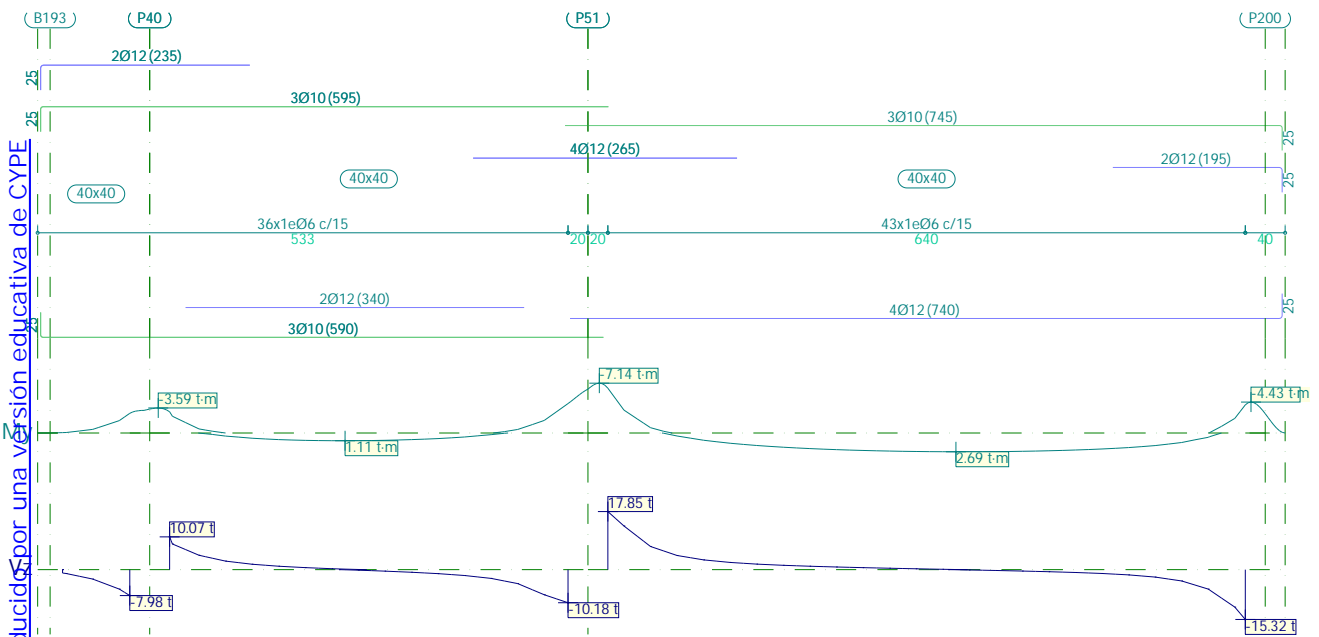 B193
P40
P51
P200
2Ø12 (235)
25
3Ø10 (595)
25
3Ø10 (745)
25
4Ø12 (265)
2Ø12 (195)
25
40x40
40x40
40x40
36x1eØ6 c/15
43x1eØ6 c/15
533
20
20
640
40
2Ø12 (340)
4Ø12 (740)
25
25
3Ø10 (590)
-7.14 t·m
-3.59 t·m
-4.43 t·m
My
1.11 t·m
2.69 t·m
17.85 t
10.07 t
Vz
-7.98 t
-10.18 t
-15.32 t
ducido por una versión educativa de CYPE